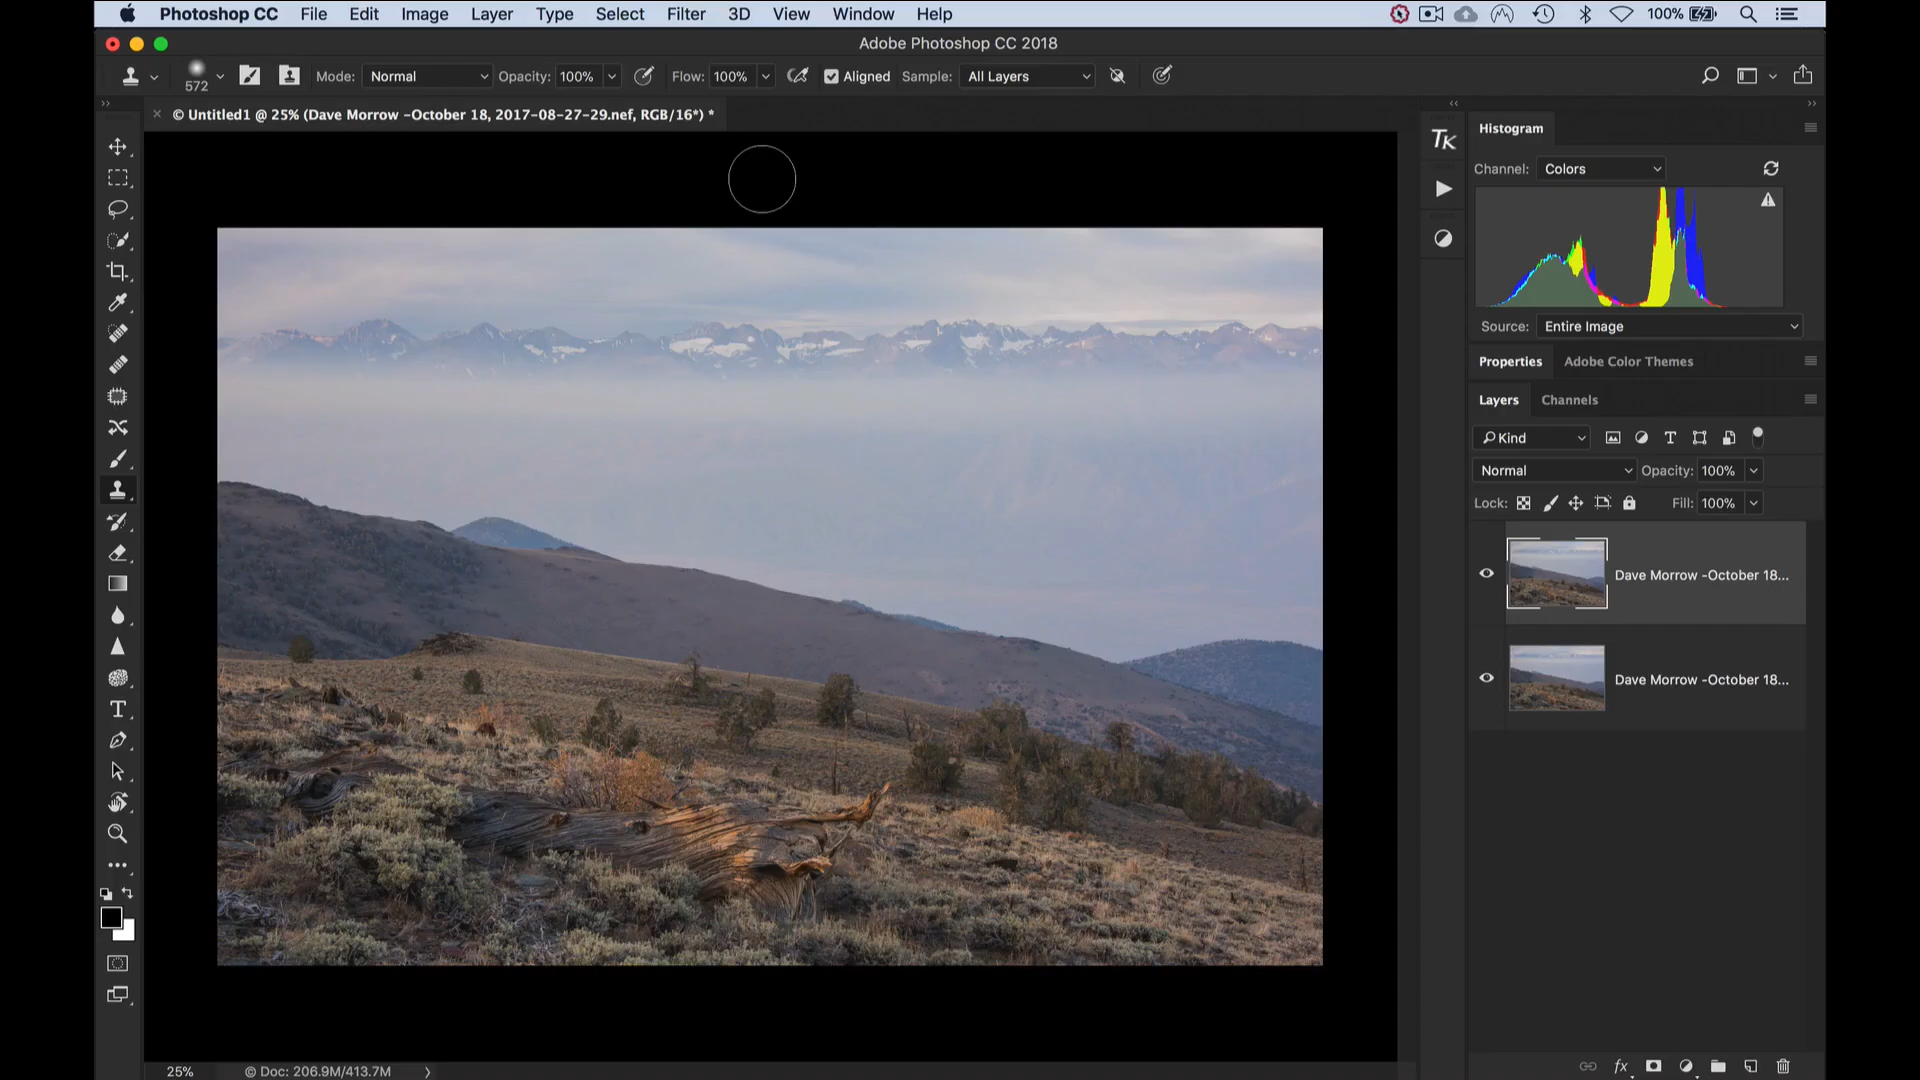 Photoshop CC File Edit Image Layer Type Select Filter 3D View Window Help 100%
Adobe Photoshop CC 2018
572 Mode: Normal Opacity: 100% Flow: 100% Aligned Sample: All Layers
© Untitled1 @ 25% (Dave Morrow -October 18, 2017-08-27-29.nef, RGB/16*) *
TK
Histogram
Channel: Colors
Source: Entire Image
Properties Adobe Color Themes
Layers Channels
Kind
Normal Opacity: 100%
Lock: Fill: 100%
Dave Morrow -October 18...
Dave Morrow -October 18...
25% © Doc: 206.9M/413.7M
fx